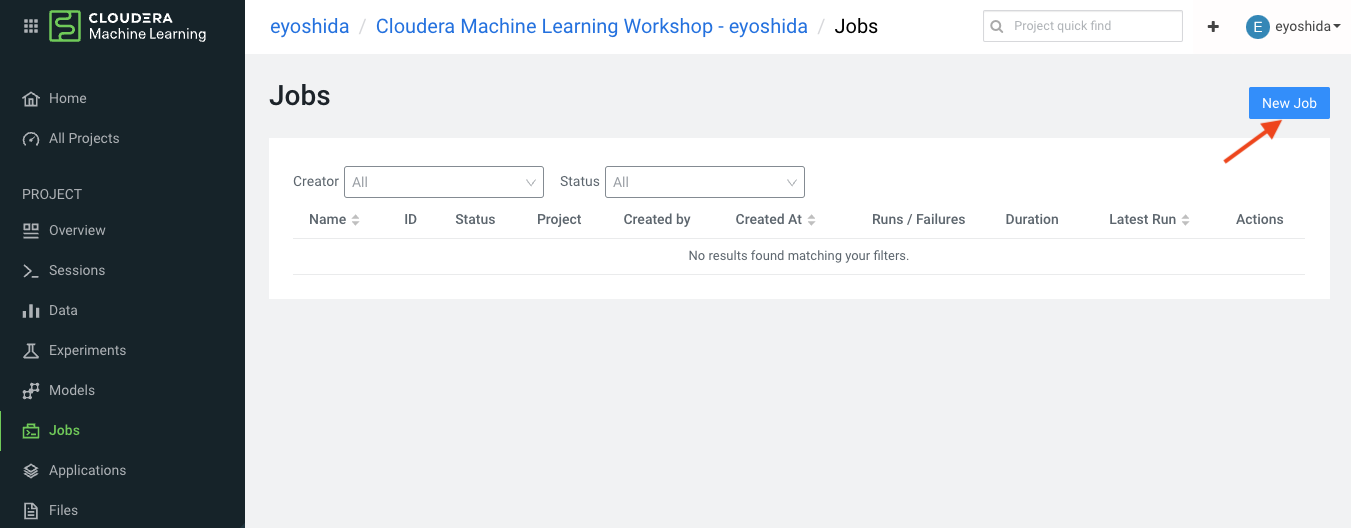 CLOUDERA
Machine Learning
eyoshida / Cloudera Machine Learning Workshop - eyoshida / Jobs
Project quick find
+
E eyoshida
Home
All Projects
PROJECT
Overview
Sessions
Data
Experiments
Models
Jobs
Applications
Files
Jobs
New Job
Creator All Status All
Name ID Status Project Created by Created At Runs / Failures Duration Latest Run Actions
No results found matching your filters.